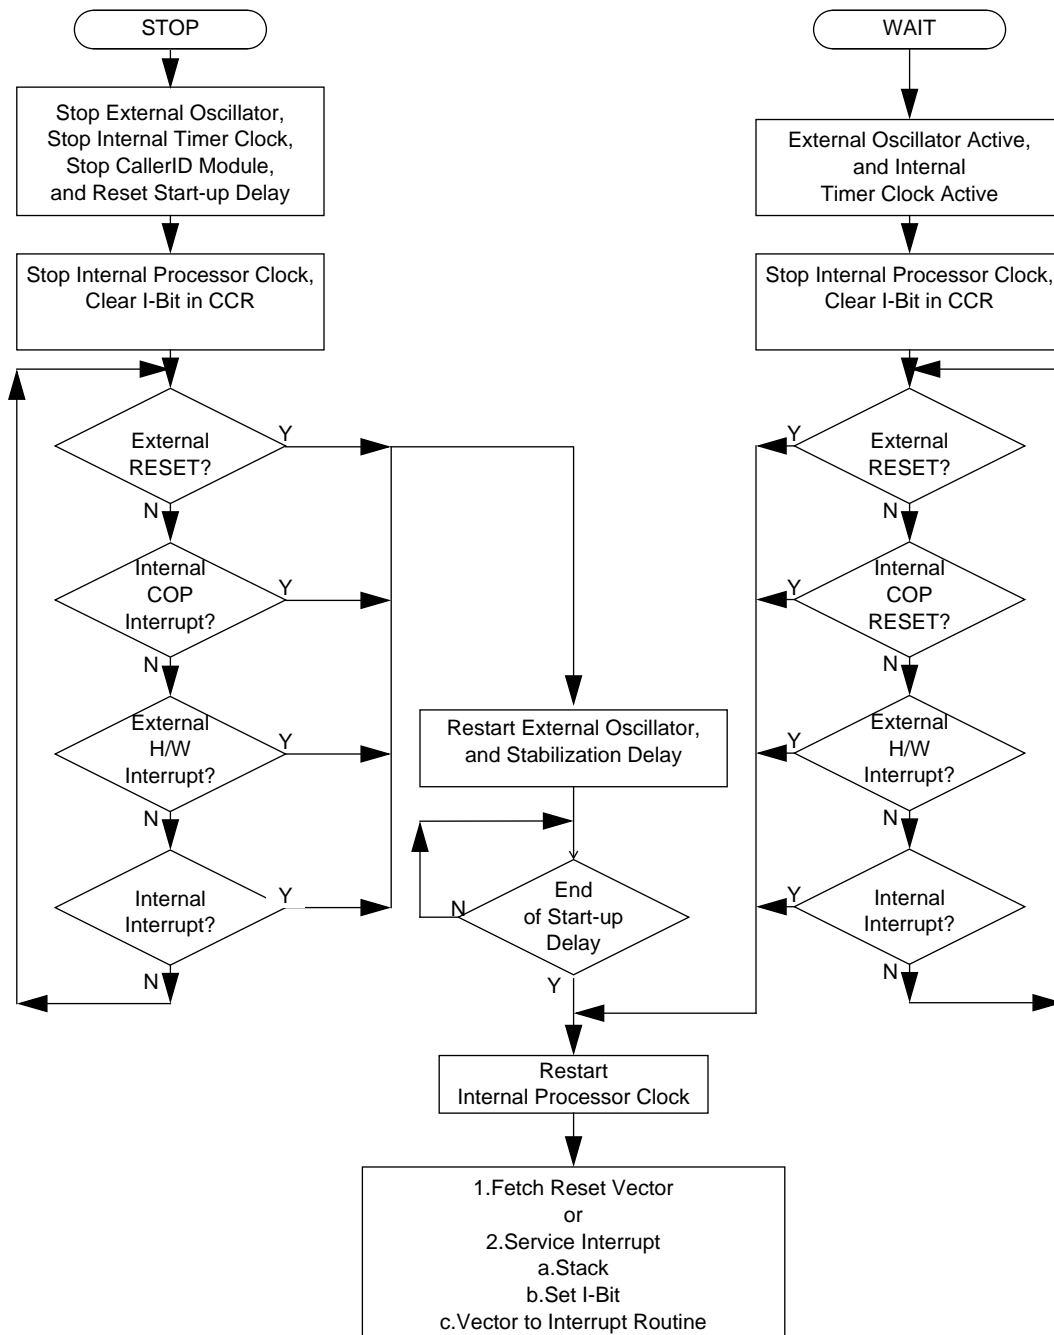 STOP
Stop External Oscillator,
Stop Internal Timer Clock,
Stop CallerID Module,
and Reset Start-up Delay
Stop Internal Processor Clock,
Clear I-Bit in CCR
External
RESET?
Y
N
Internal
COP
Interrupt?
Y
N
External
H/W
Interrupt?
Y
N
Internal
Interrupt?
Y
N
Restart External Oscillator,
and Stabilization Delay
End
of Start-up
Delay
N
Y
WAIT
External Oscillator Active,
and Internal
Timer Clock Active
Stop Internal Processor Clock,
Clear I-Bit in CCR
External
RESET?
Y
N
Internal
COP
RESET?
Y
N
External
H/W
Interrupt?
Y
N
Internal
Interrupt?
Y
N
Restart
Internal Processor Clock
1.Fetch Reset Vector
or
2.Service Interrupt
a.Stack
b.Set I-Bit
c.Vector to Interrupt Routine